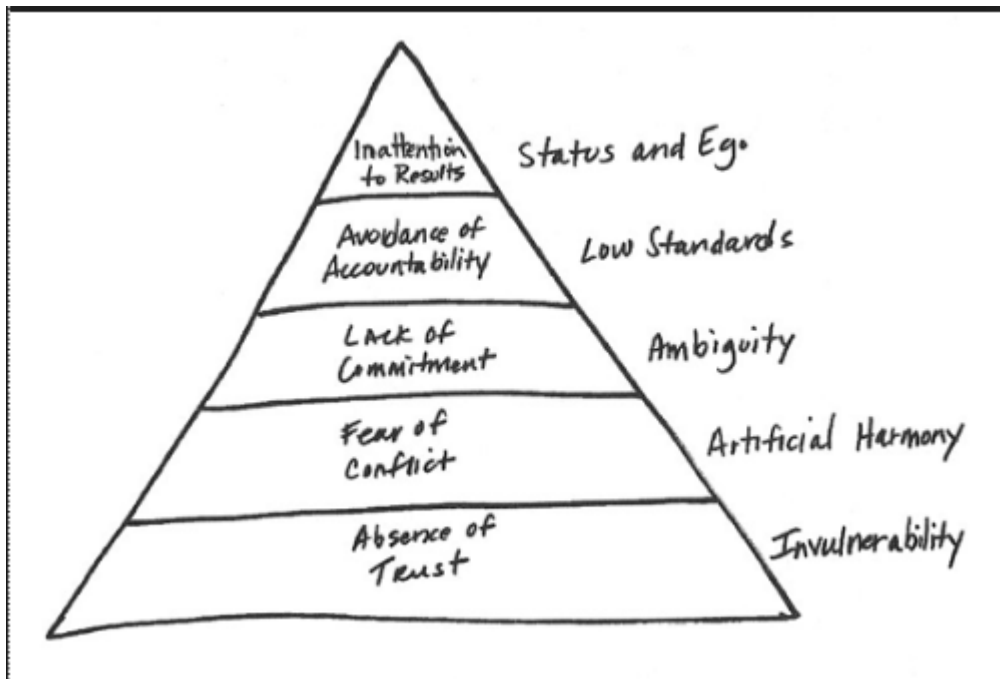 Inattention
to Results
Status and Ego
Avoidance of
Accountability
Low Standards
Lack of
Commitment
Ambiguity
Fear of
Conflict
Artificial Harmony
Absence of
Trust
Invulnerability